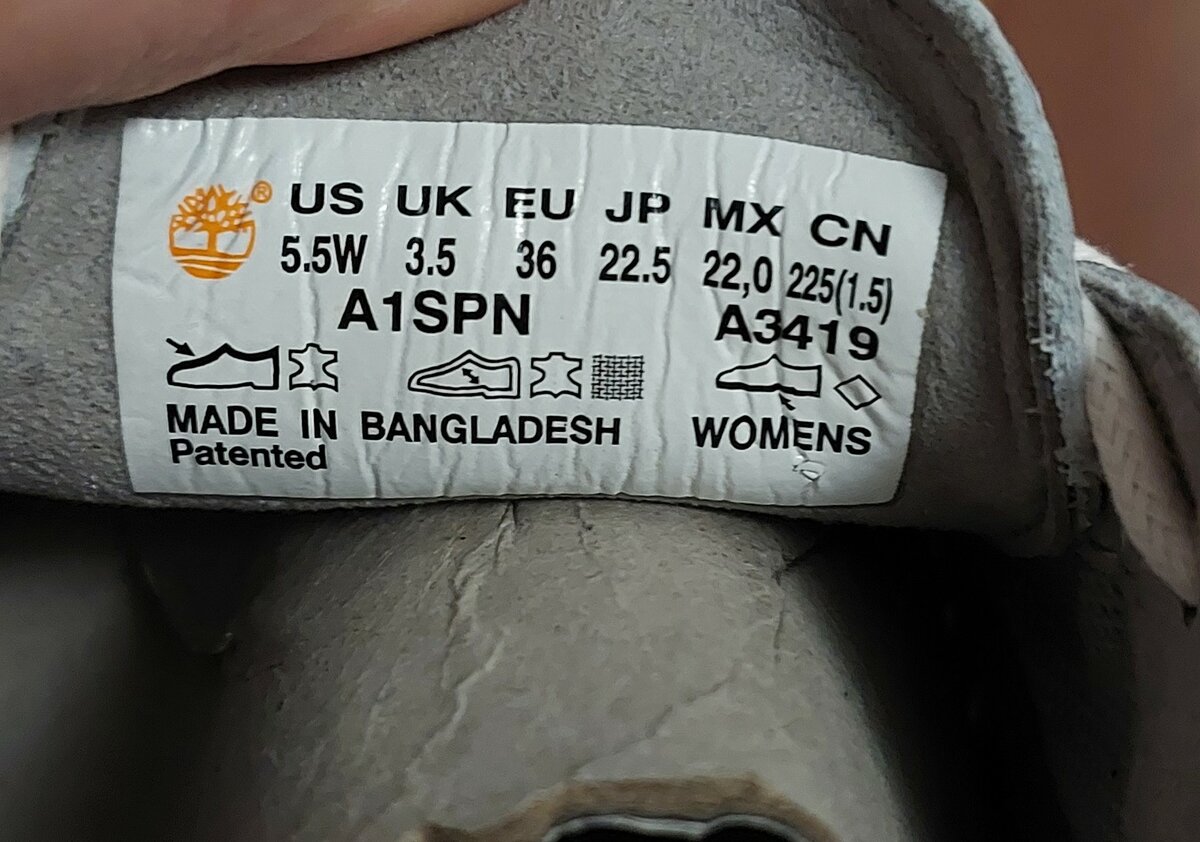 ® US UK EU JP MX CN
5.5W 3.5 36 22.5 22,0 225(1.5)
A1SPN A3419
MADE IN BANGLADESH WOMENS
Patented